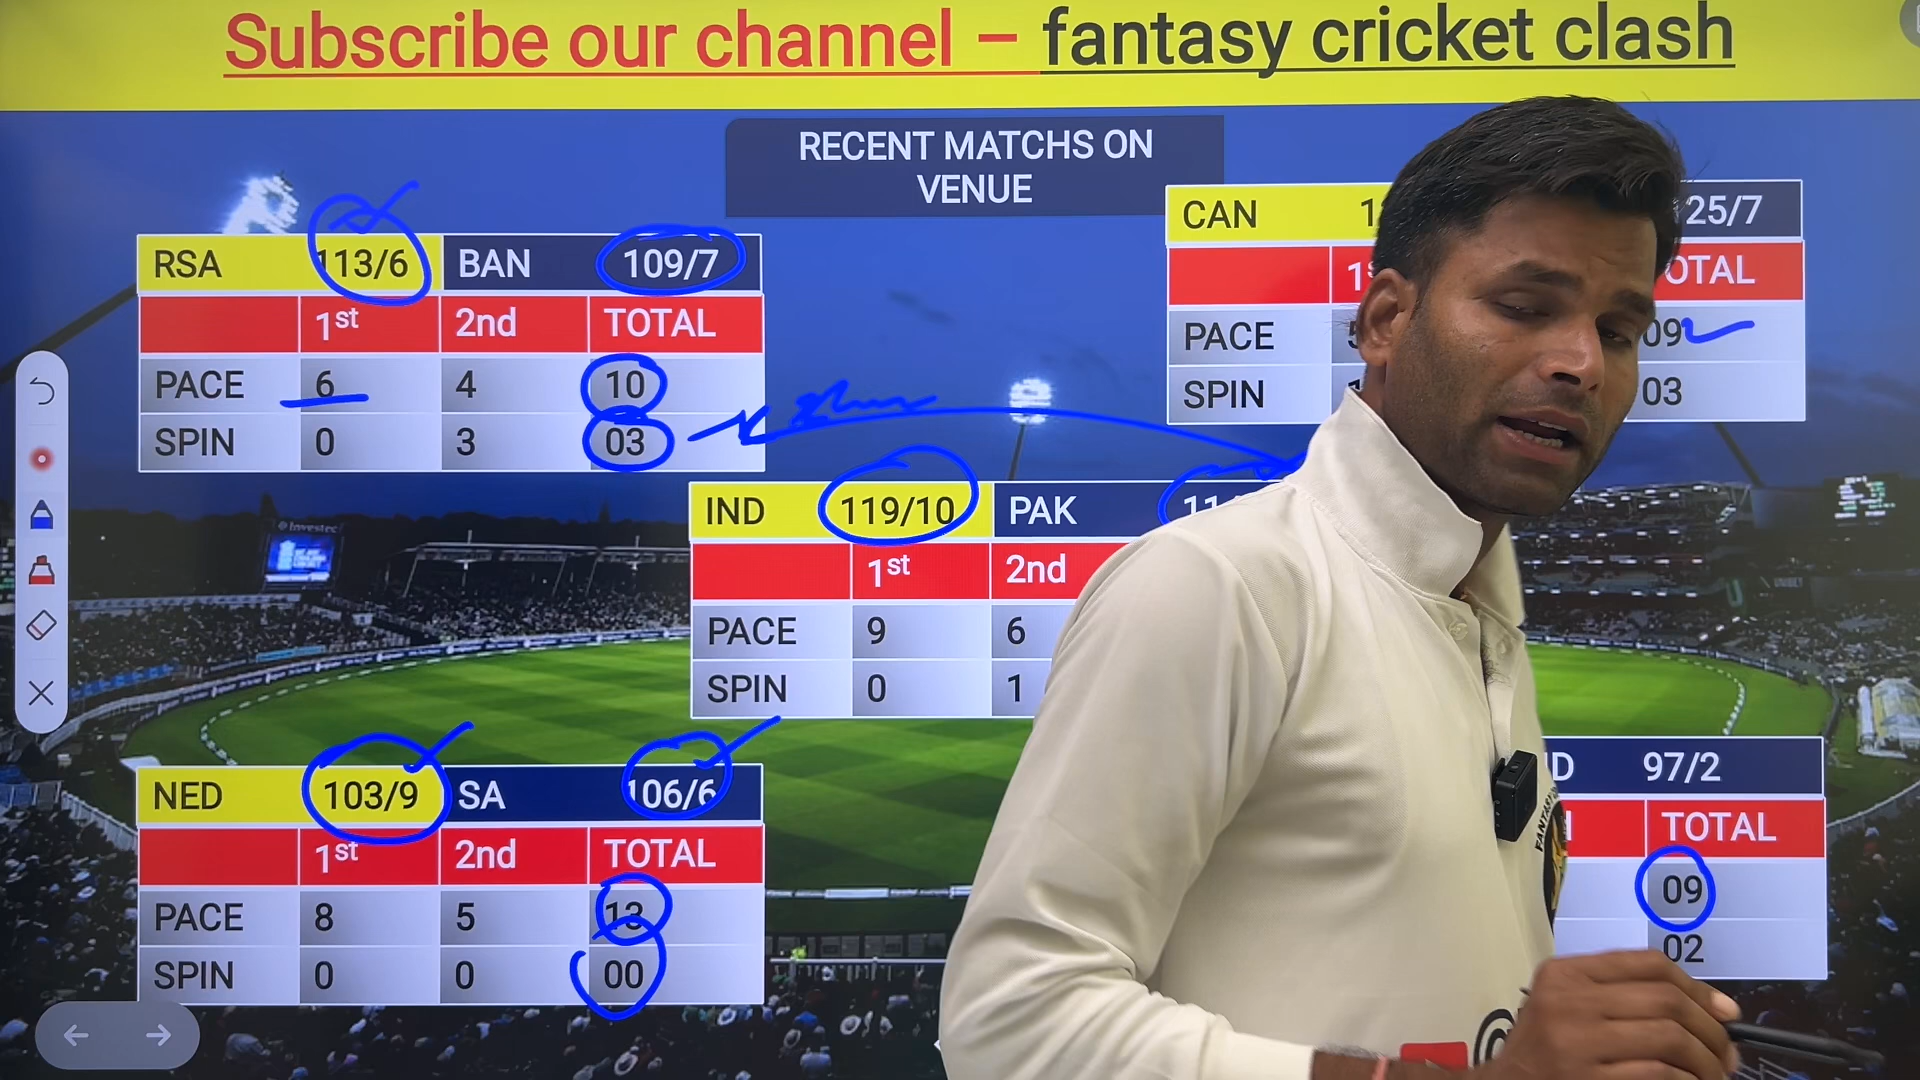 Subscribe our channel – fantasy cricket clash
RECENT MATCHS ON
VENUE
RSA 113/6 BAN 109/7
1st 2nd TOTAL
PACE 6 4 10
SPIN 0 3 03
CAN 25/7
OTAL
PACE 09
SPIN 03
IND 119/10 PAK
1st 2nd
PACE 9 6
SPIN 0 1
NED 103/9 SA 106/6
1st 2nd TOTAL
PACE 8 5 13
SPIN 0 0 00
D 97/2
TOTAL
09
02
Investec
FANTASY